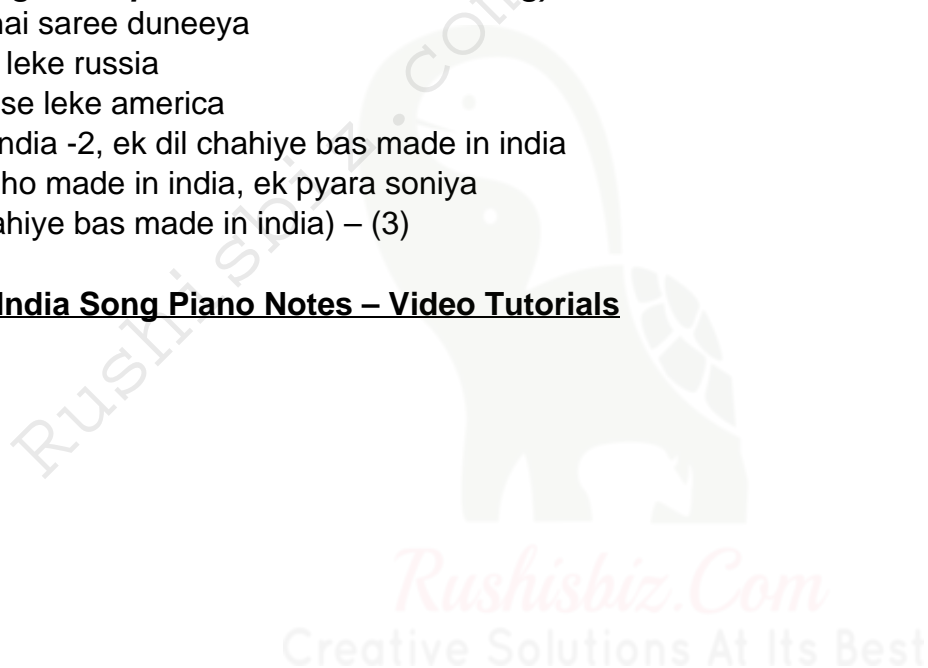 hai saree duneeya
leke russia
se leke america
ndia -2, ek dil chahiye bas made in india
ho made in india, ek pyara soniya
ahiye bas made in india) – (3)
India Song Piano Notes – Video Tutorials
Rushisbiz.com
Rushisbiz.Com
Creative Solutions At Its Best